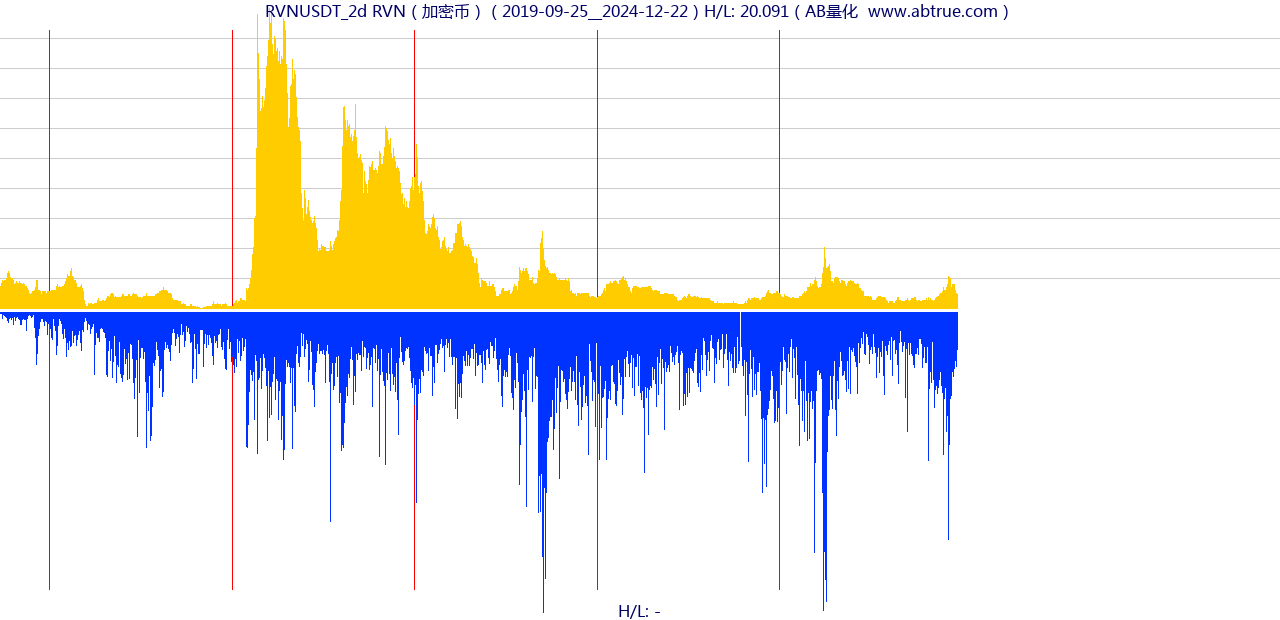 RVNUSDT_2d RVN ( 加密币 ) ( 2019-09-25__2024-12-22 ) H/L: 20.091 ( AB量化  www.abtrue.com )
H/L: -